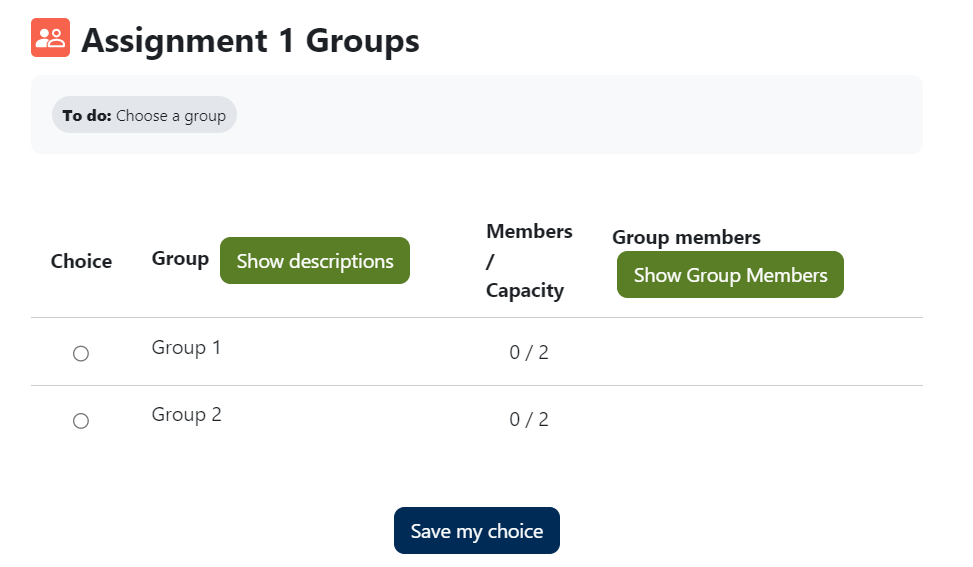 Assignment 1 Groups
To do: Choose a group
Choice
Group
Show descriptions
Members
/
Capacity
Group members
Show Group Members
Group 1
0 / 2
Group 2
0 / 2
Save my choice